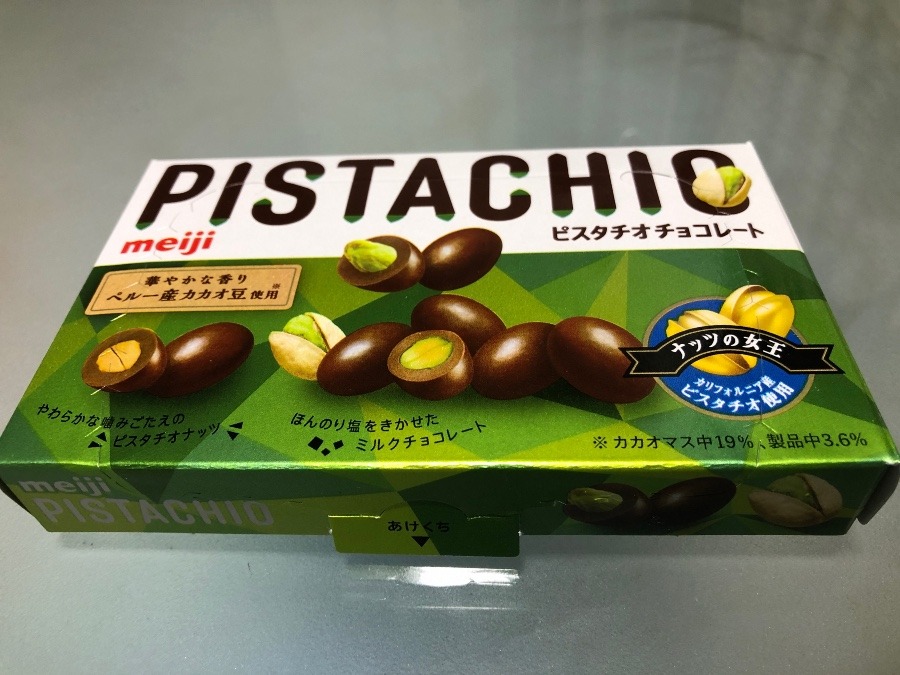 PISTACHIO
meiji
ピスタチオチョコレート
華やかな香り
ペルー産カカオ豆使用
※
ナッツの女王
カリフォルニア産
ピスタチオ使用
やわらかな噛みごたえの
ピスタチオナッツ
ほんのり塩をきかせた
ミルクチョコレート
※ カカオマス中19%、製品中3.6%
meiji
PISTACHIO
あけくち